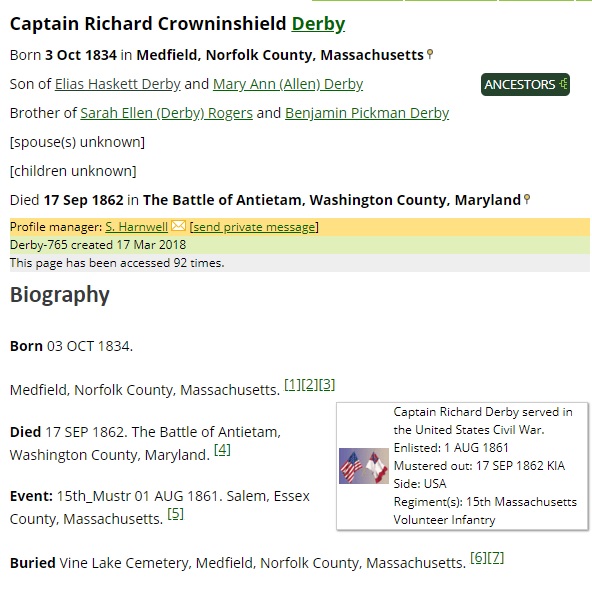 Captain Richard Crowninshield Derby
Born 3 Oct 1834 in Medfield, Norfolk County, Massachusetts
Son of Elias Haskett Derby and Mary Ann (Allen) Derby
ANCESTORS
Brother of Sarah Ellen (Derby) Rogers and Benjamin Pickman Derby
[spouse(s) unknown]
[children unknown]
Died 17 Sep 1862 in The Battle of Antietam, Washington County, Maryland
Profile manager: S. Harnwell [send private message]
Derby-765 created 17 Mar 2018
This page has been accessed 92 times.
Biography
Born 03 OCT 1834.
Medfield, Norfolk County, Massachusetts. [1][2][3]
Died 17 SEP 1862. The Battle of Antietam,
Washington County, Maryland. [4]
Event: 15th_Mustr 01 AUG 1861. Salem, Essex
County, Massachusetts. [5]
Captain Richard Derby served in
the United States Civil War.
Enlisted: 1 AUG 1861
Mustered out: 17 SEP 1862 KIA
Side: USA
Regiment(s): 15th Massachusetts
Volunteer Infantry
Buried Vine Lake Cemetery, Medfield, Norfolk County, Massachusetts. [6][7]